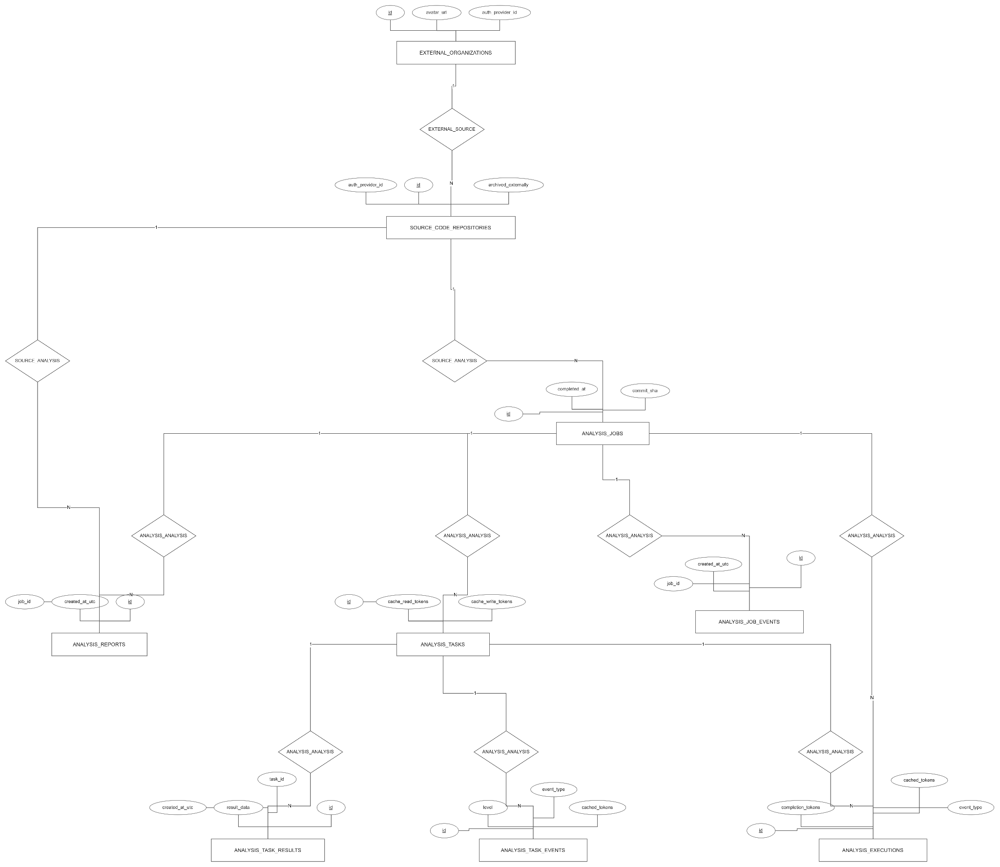 id
avatar_url
auth_provider_id
EXTERNAL_ORGANIZATIONS
1
EXTERNAL_SOURCE
N
auth_provider_id
id
archived_externally
SOURCE_CODE_REPOSITORIES
1
1
SOURCE_ANALYSIS
SOURCE_ANALYSIS
N
completed_at
commit_sha
id
ANALYSIS_JOBS
1
1
1
1
N
ANALYSIS_ANALYSIS
ANALYSIS_ANALYSIS
ANALYSIS_ANALYSIS
N
ANALYSIS_ANALYSIS
created_at_utc
id
job_id
N
N
job_id
created_at_utc
id
id
cache_read_tokens
cache_write_tokens
ANALYSIS_JOB_EVENTS
ANALYSIS_REPORTS
1
ANALYSIS_TASKS
1
1
N
ANALYSIS_ANALYSIS
ANALYSIS_ANALYSIS
ANALYSIS_ANALYSIS
task_id
event_type
cached_tokens
N
N
N
created_at_utc
result_data
id
level
cached_tokens
completion_tokens
event_type
id
id
ANALYSIS_TASK_RESULTS
ANALYSIS_TASK_EVENTS
ANALYSIS_EXECUTIONS